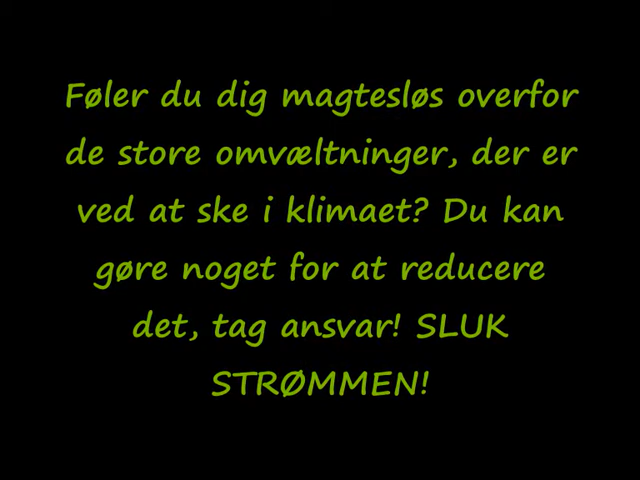 Føler du dig magtesløs overfor
de store omvæltninger, der er
ved at ske i klimaet? Du kan
gøre noget for at reducere
det, tag ansvar! SLUK
STRØMMEN!